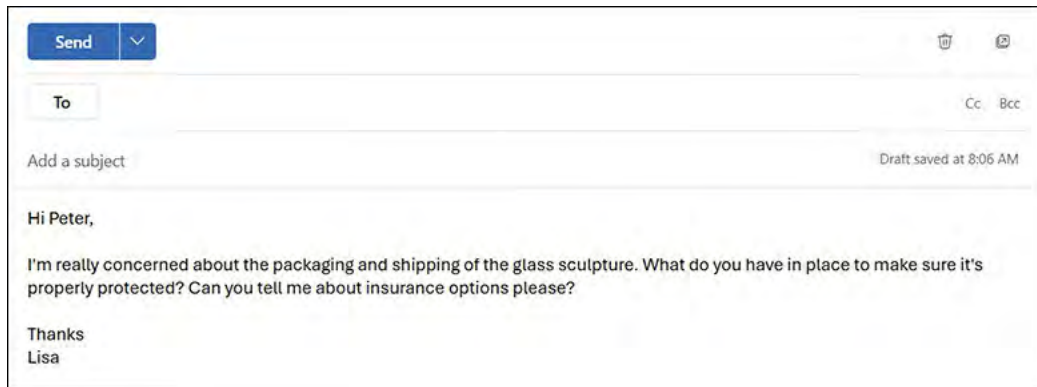 Send
To
Cc Bcc
Add a subject
Draft saved at 8:06 AM
Hi Peter,
I'm really concerned about the packaging and shipping of the glass sculpture. What do you have in place to make sure it's
properly protected? Can you tell me about insurance options please?
Thanks
Lisa